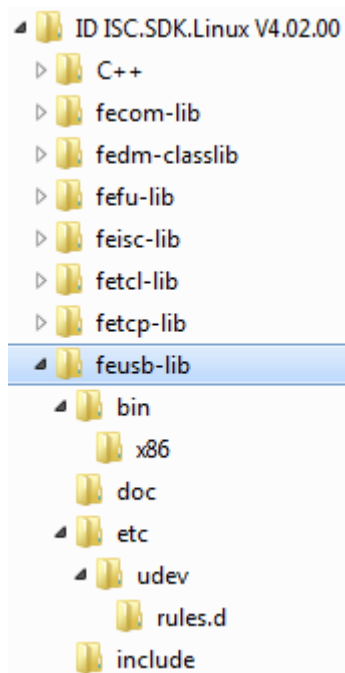 ID ISC.SDK.Linux V4.02.00
C++
fecom-lib
fedm-classlib
fefu-lib
feisc-lib
fetcl-lib
fetcp-lib
feusb-lib
bin
x86
doc
etc
udev
rules.d
include